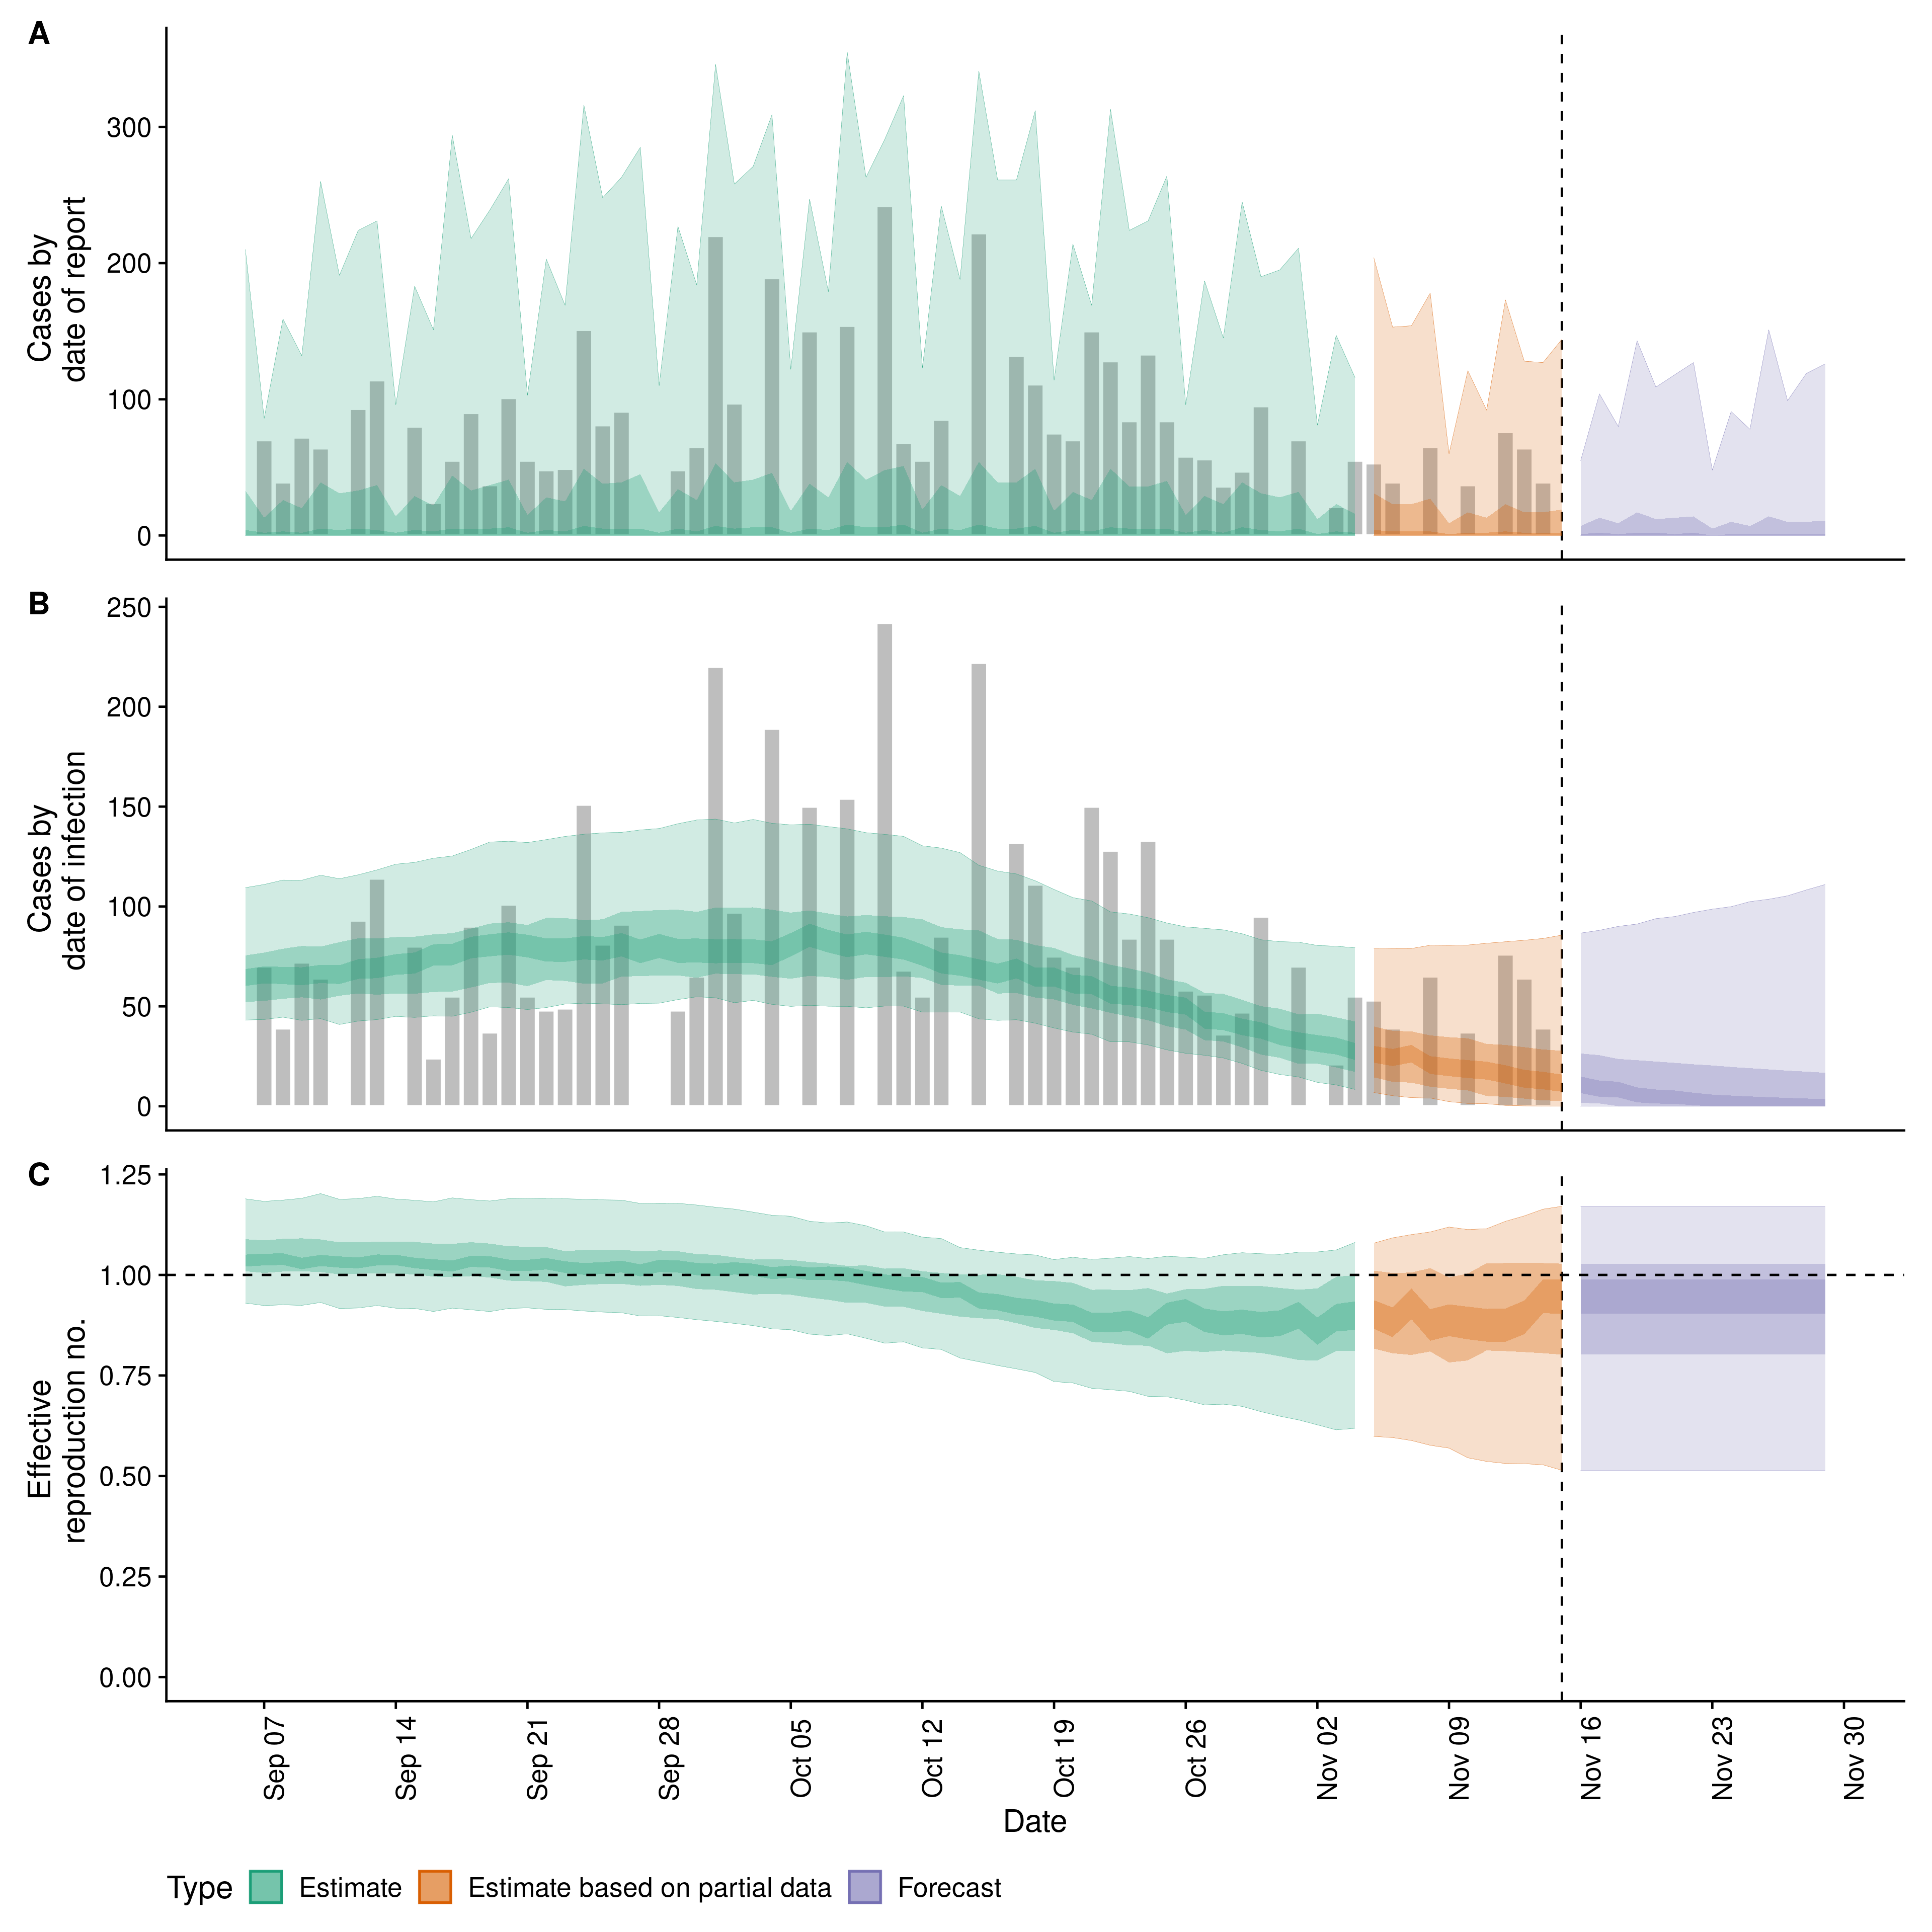 A
Cases by
date of report
300
200
100
0
B
Cases by
date of infection
250
200
150
100
50
0
C
Effective
reproduction no.
1.25
1.00
0.75
0.50
0.25
0.00
Sep 07
Sep 14
Sep 21
Sep 28
Oct 05
Oct 12
Oct 19
Oct 26
Nov 02
Nov 09
Nov 16
Nov 23
Nov 30
Date
Type Estimate Estimate based on partial data Forecast